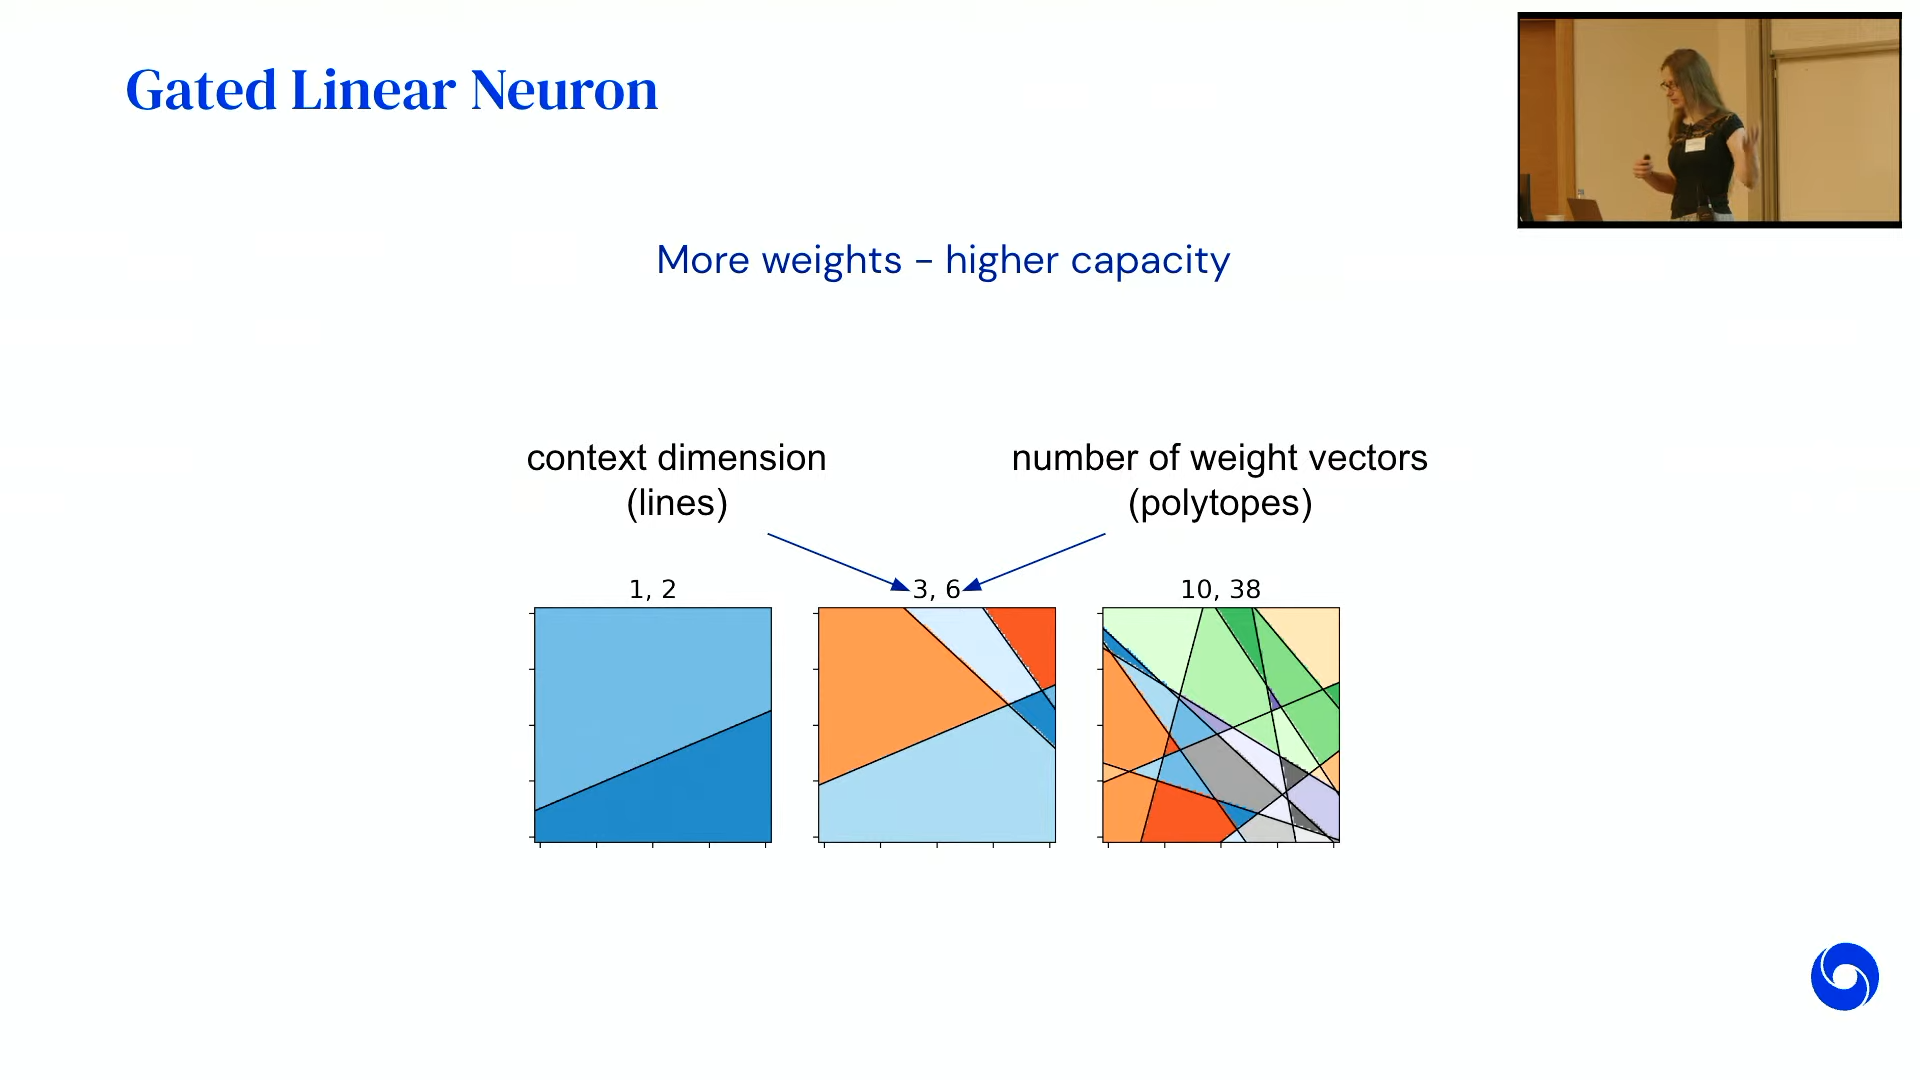 Gated Linear Neuron
More weights – higher capacity
context dimension
(lines)
number of weight vectors
(polytopes)
1, 2
3, 6
10, 38